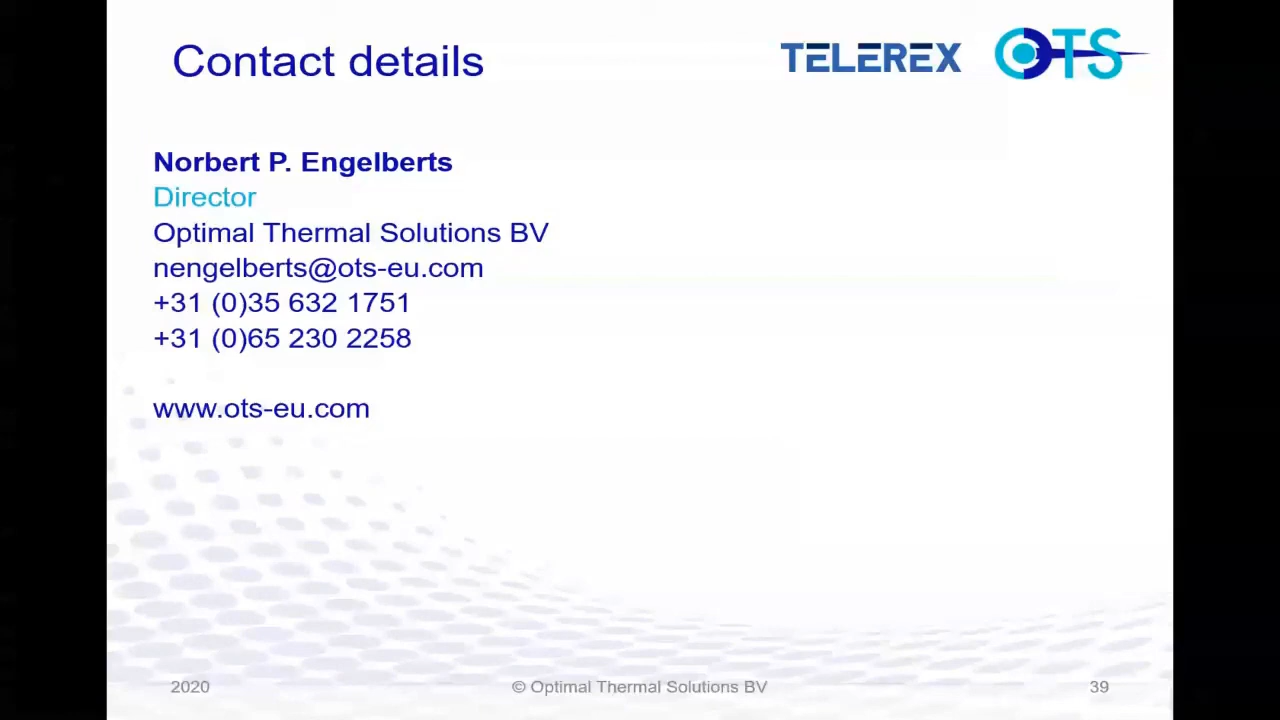 Contact details
TELEREX OTS
Norbert P. Engelberts
Director
Optimal Thermal Solutions BV
nengelberts@ots-eu.com
+31 (0)35 632 1751
+31 (0)65 230 2258
www.ots-eu.com
2020 © Optimal Thermal Solutions BV 39